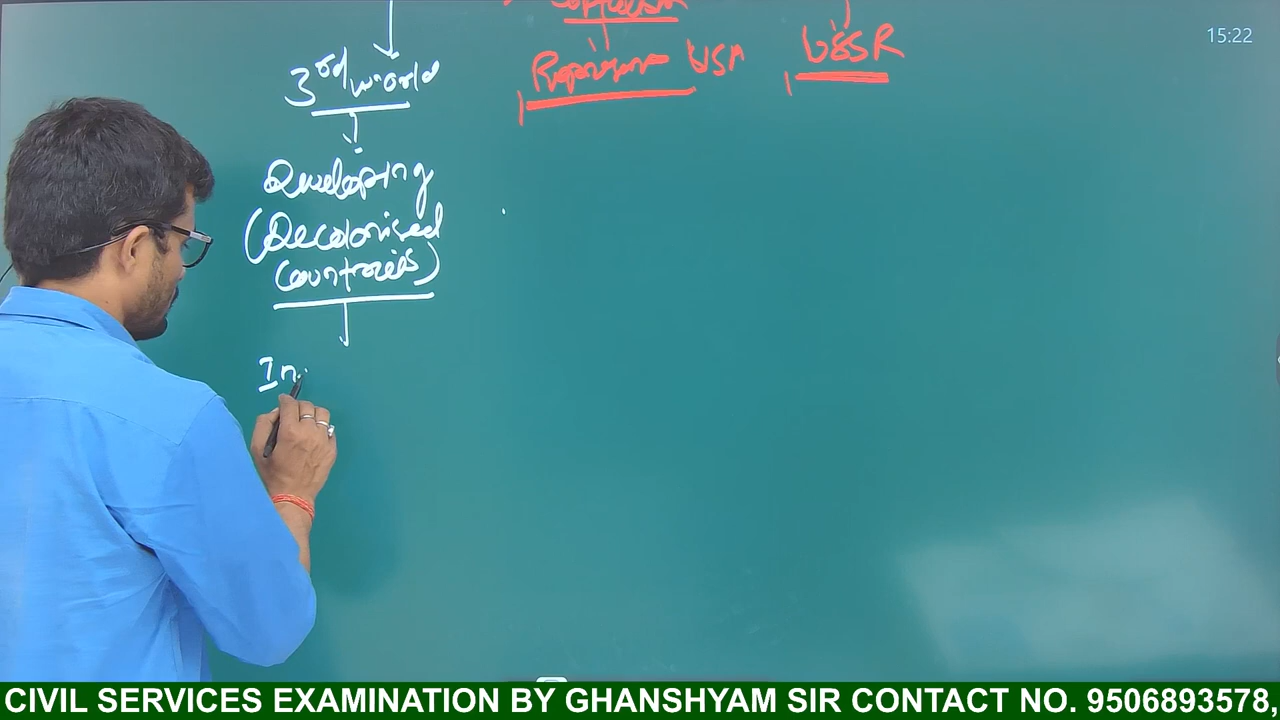 15:22
3rd world
USA
USSR
Developing
(Decolonised
Countries)
In
CIVIL SERVICES EXAMINATION BY GHANSHYAM SIR CONTACT NO. 9506893578,